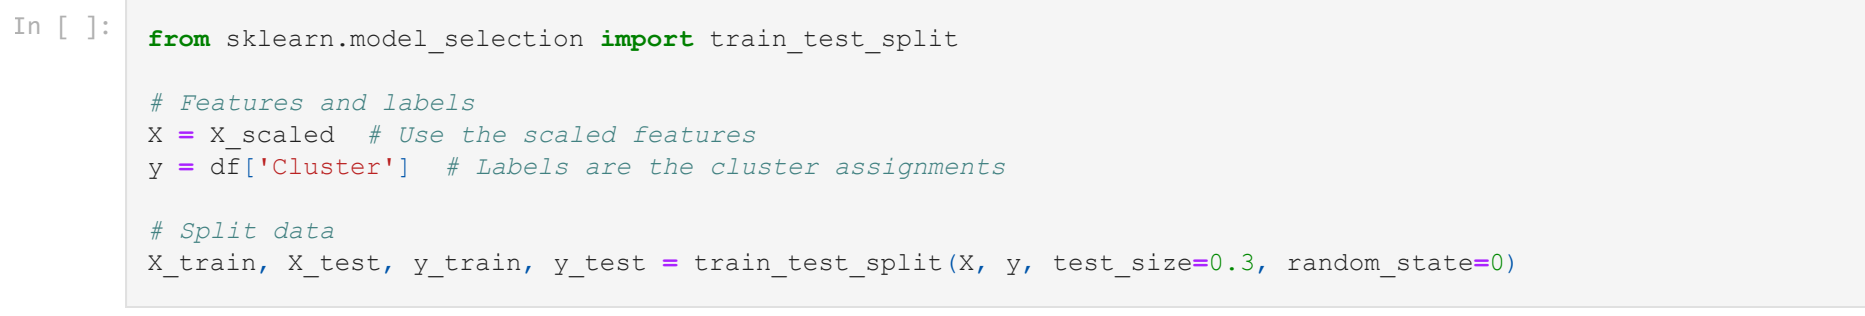 In [ ]:
from sklearn.model_selection import train_test_split
# Features and labels
X = X_scaled  # Use the scaled features
y = df['Cluster']  # Labels are the cluster assignments
# Split data
X_train, X_test, y_train, y_test = train_test_split(X, y, test_size=0.3, random_state=0)